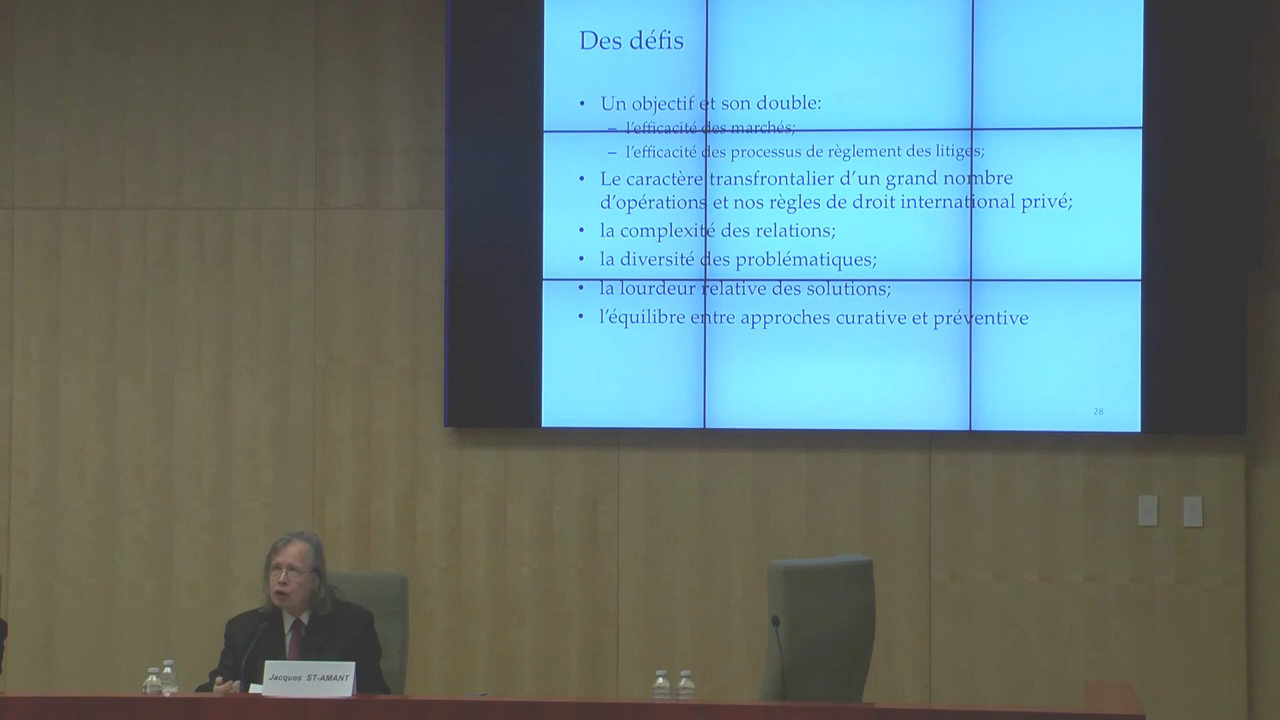 Des défis
• Un objectif et son double:
– l'efficacité des marchés;
– l'efficacité des processus de règlement des litiges;
• Le caractère transfrontalier d'un grand nombre
d'opérations et nos règles de droit international privé;
• la complexité des relations;
• la diversité des problématiques;
• la lourdeur relative des solutions;
• l'équilibre entre approches curative et préventive
28
Jacques ST-AMANT